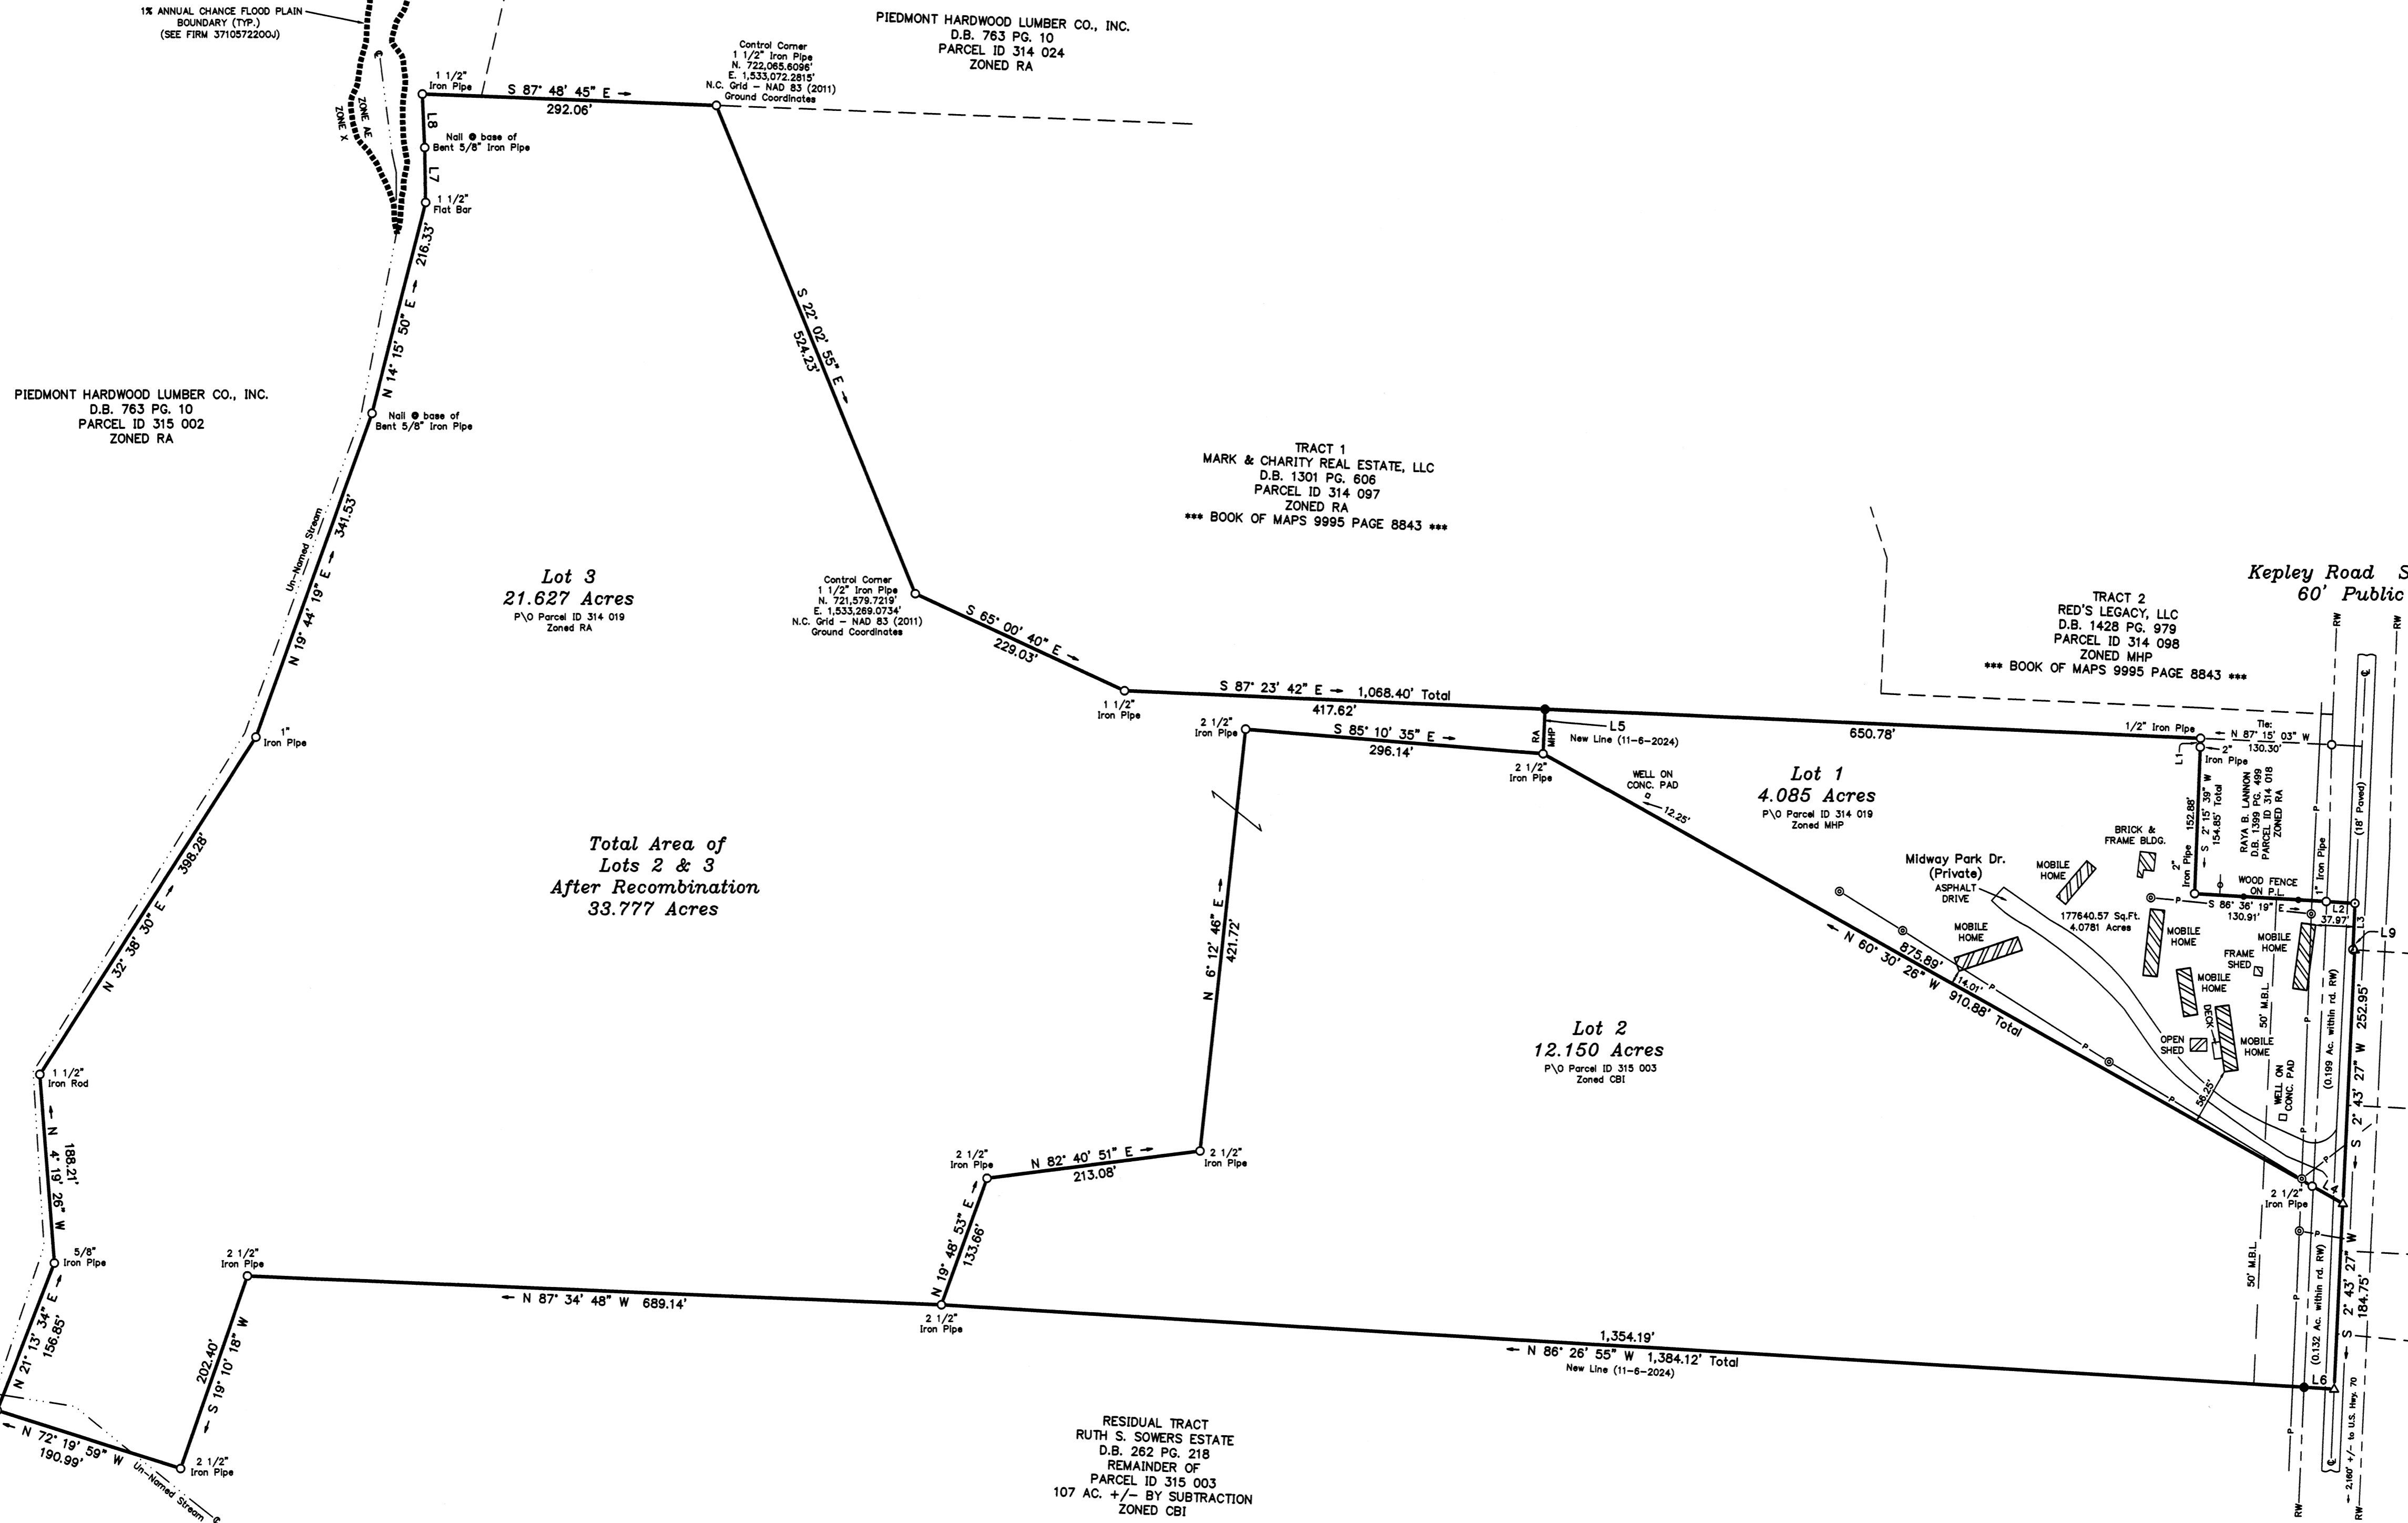 1% ANNUAL CHANCE FLOOD PLAIN
BOUNDARY (TYP.)
(SEE FIRM 3710572200J)
ZONE AE
ZONE X
PIEDMONT HARDWOOD LUMBER CO., INC.
D.B. 763 PG. 10
PARCEL ID 314 024
ZONED RA
Control Corner
1 1/2" Iron Pipe
N. 722,065.6096'
E. 1,533,072.2815'
N.C. Grid - NAD 83 (2011)
Ground Coordinates
1 1/2"
Iron Pipe
S 87° 48' 45" E
292.06'
L8
Nail @ base of
Bent 5/8" Iron Pipe
L7
1 1/2"
Flat Bar
N 14° 15' 50" E
216.33'
S 22° 02' 55" E
524.23'
PIEDMONT HARDWOOD LUMBER CO., INC.
D.B. 763 PG. 10
PARCEL ID 315 002
ZONED RA
Nail @ base of
Bent 5/8" Iron Pipe
Un-Named Stream
N 19° 44' 19" E
341.53'
TRACT 1
MARK & CHARITY REAL ESTATE, LLC
D.B. 1301 PG. 606
PARCEL ID 314 097
ZONED RA
*** BOOK OF MAPS 9995 PAGE 8843 ***
Lot 3
21.627 Acres
P\O Parcel ID 314 019
Zoned RA
Control Corner
1 1/2" Iron Pipe
N. 721,579.7219'
E. 1,533,269.0734'
N.C. Grid - NAD 83 (2011)
Ground Coordinates
S 65° 00' 40" E
229.03'
Kepley Road S
60' Public
TRACT 2
RED'S LEGACY, LLC
D.B. 1428 PG. 979
PARCEL ID 314 098
ZONED MHP
*** BOOK OF MAPS 9995 PAGE 8843 ***
RW
RW
℄
1"
Iron Pipe
1 1/2"
Iron Pipe
S 87° 23' 42" E 1,068.40' Total
417.62'
650.78'
2 1/2"
Iron Pipe
S 85° 10' 35" E
296.14'
RA
MHP
L5
New Line (11-6-2024)
2 1/2"
Iron Pipe
1/2" Iron Pipe
Tie:
N 87° 15' 03" W
130.30'
L1
2"
Iron Pipe
S 2° 15' 39" W
152.88'
154.85' Total
RAYA B. LANNON
D.B. 1399 PG. 499
PARCEL ID 314 018
ZONED RA
(18' Paved)
WELL ON
CONC. PAD
12.25'
Lot 1
4.085 Acres
P\O Parcel ID 314 019
Zoned MHP
BRICK &
FRAME BLDG.
MOBILE
HOME
Midway Park Dr.
(Private)
ASPHALT
DRIVE
2"
Iron Pipe
1" Iron Pipe
WOOD FENCE
ON P.L.
S 86° 36' 19" E
130.91'
L2
37.97'
L3
L9
177640.57 Sq.Ft.
4.0781 Acres
MOBILE
HOME
MOBILE
HOME
MOBILE
HOME
FRAME
SHED
MOBILE
HOME
DECK
OPEN
SHED
MOBILE
HOME
50' M.B.L.
WELL ON
CONC. PAD
(0.199 Ac. within rd. RW)
S 2° 43' 27" W
252.95'
Total Area of
Lots 2 & 3
After Recombination
33.777 Acres
N 32° 38' 30" E
398.28'
N 6° 12' 46" E
421.72'
875.89'
N 60° 30' 26" W 910.88' Total
14.01'
56.25'
Lot 2
12.150 Acres
P\O Parcel ID 315 003
Zoned CBI
1 1/2"
Iron Rod
N 4° 19' 26" W
188.21'
5/8"
Iron Pipe
2 1/2"
Iron Pipe
N 82° 40' 51" E
213.08'
2 1/2"
Iron Pipe
2 1/2"
Iron Pipe
L4
2 1/2"
Iron Pipe
N 19° 48' 53" E
133.66'
N 87° 34' 48" W 689.14'
2 1/2"
Iron Pipe
N 21° 13' 34" E
156.85'
S 19° 10' 18" W
202.40'
50' M.B.L.
(0.132 Ac. within rd. RW)
S 2° 43' 27" W
184.75'
1,354.19'
N 86° 26' 55" W 1,384.12' Total
New Line (11-6-2024)
L6
2,160' +/- to U.S. Hwy. 70
N 72° 19' 59" W
190.99'
2 1/2"
Iron Pipe
Un-Named Stream
RESIDUAL TRACT
RUTH S. SOWERS ESTATE
D.B. 262 PG. 218
REMAINDER OF
PARCEL ID 315 003
107 AC. +/- BY SUBTRACTION
ZONED CBI
℄
RW
RW